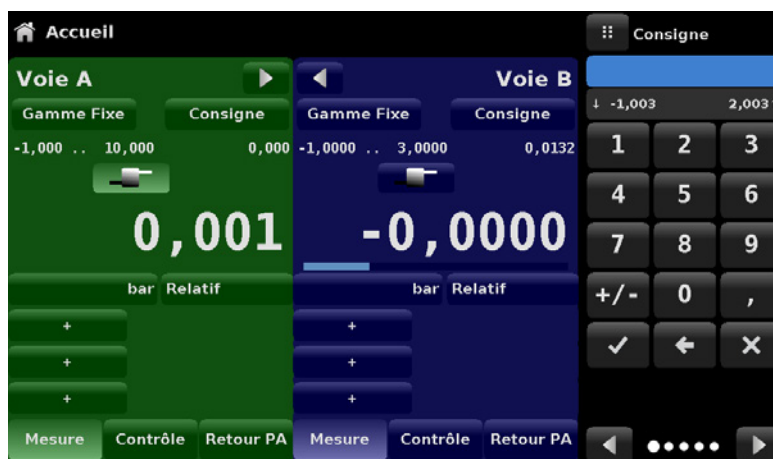 Accueil
Voie A
Gamme Fixe Consigne
-1,000 .. 10,000 0,000
0,001
bar Relatif
+
+
+
Mesure Contrôle Retour PA
Voie B
Gamme Fixe Consigne
-1,0000 .. 3,0000 0,0132
-0,0000
bar Relatif
+
+
+
Mesure Contrôle Retour PA
Consigne
↓ -1,003 2,003
1 2 3
4 5 6
7 8 9
+/- 0 ,